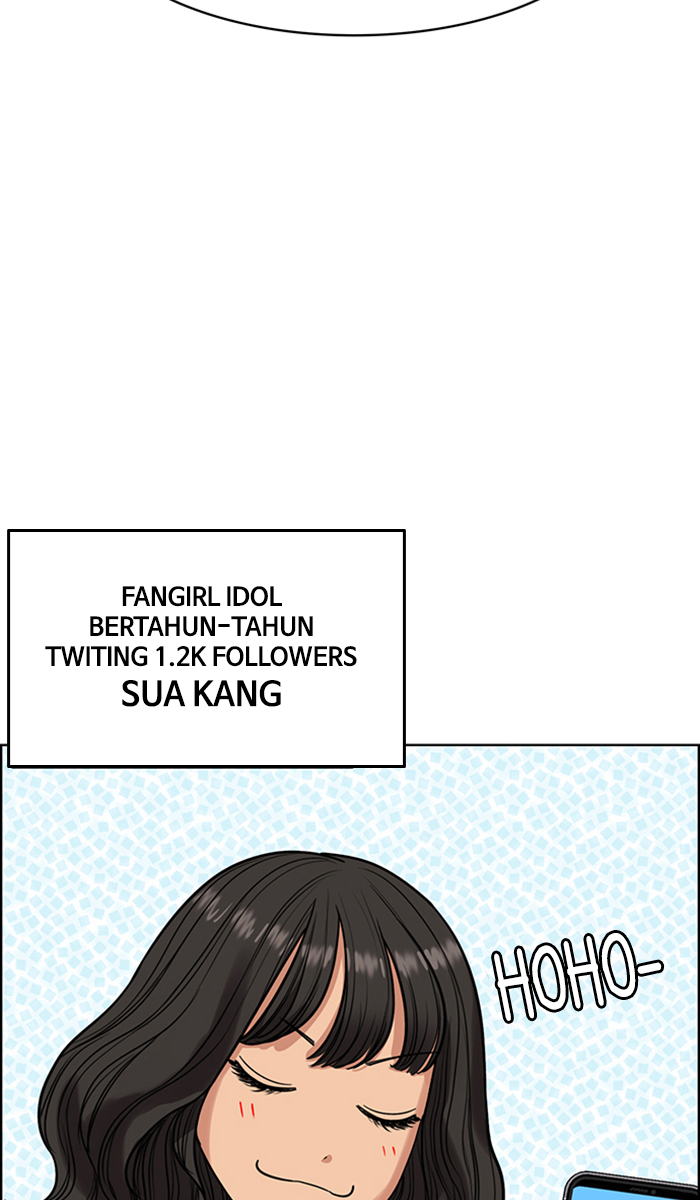 FANGIRL IDOL
BERTAHUN-TAHUN
TWITING 1.2K FOLLOWERS
SUA KANG
HOHO-